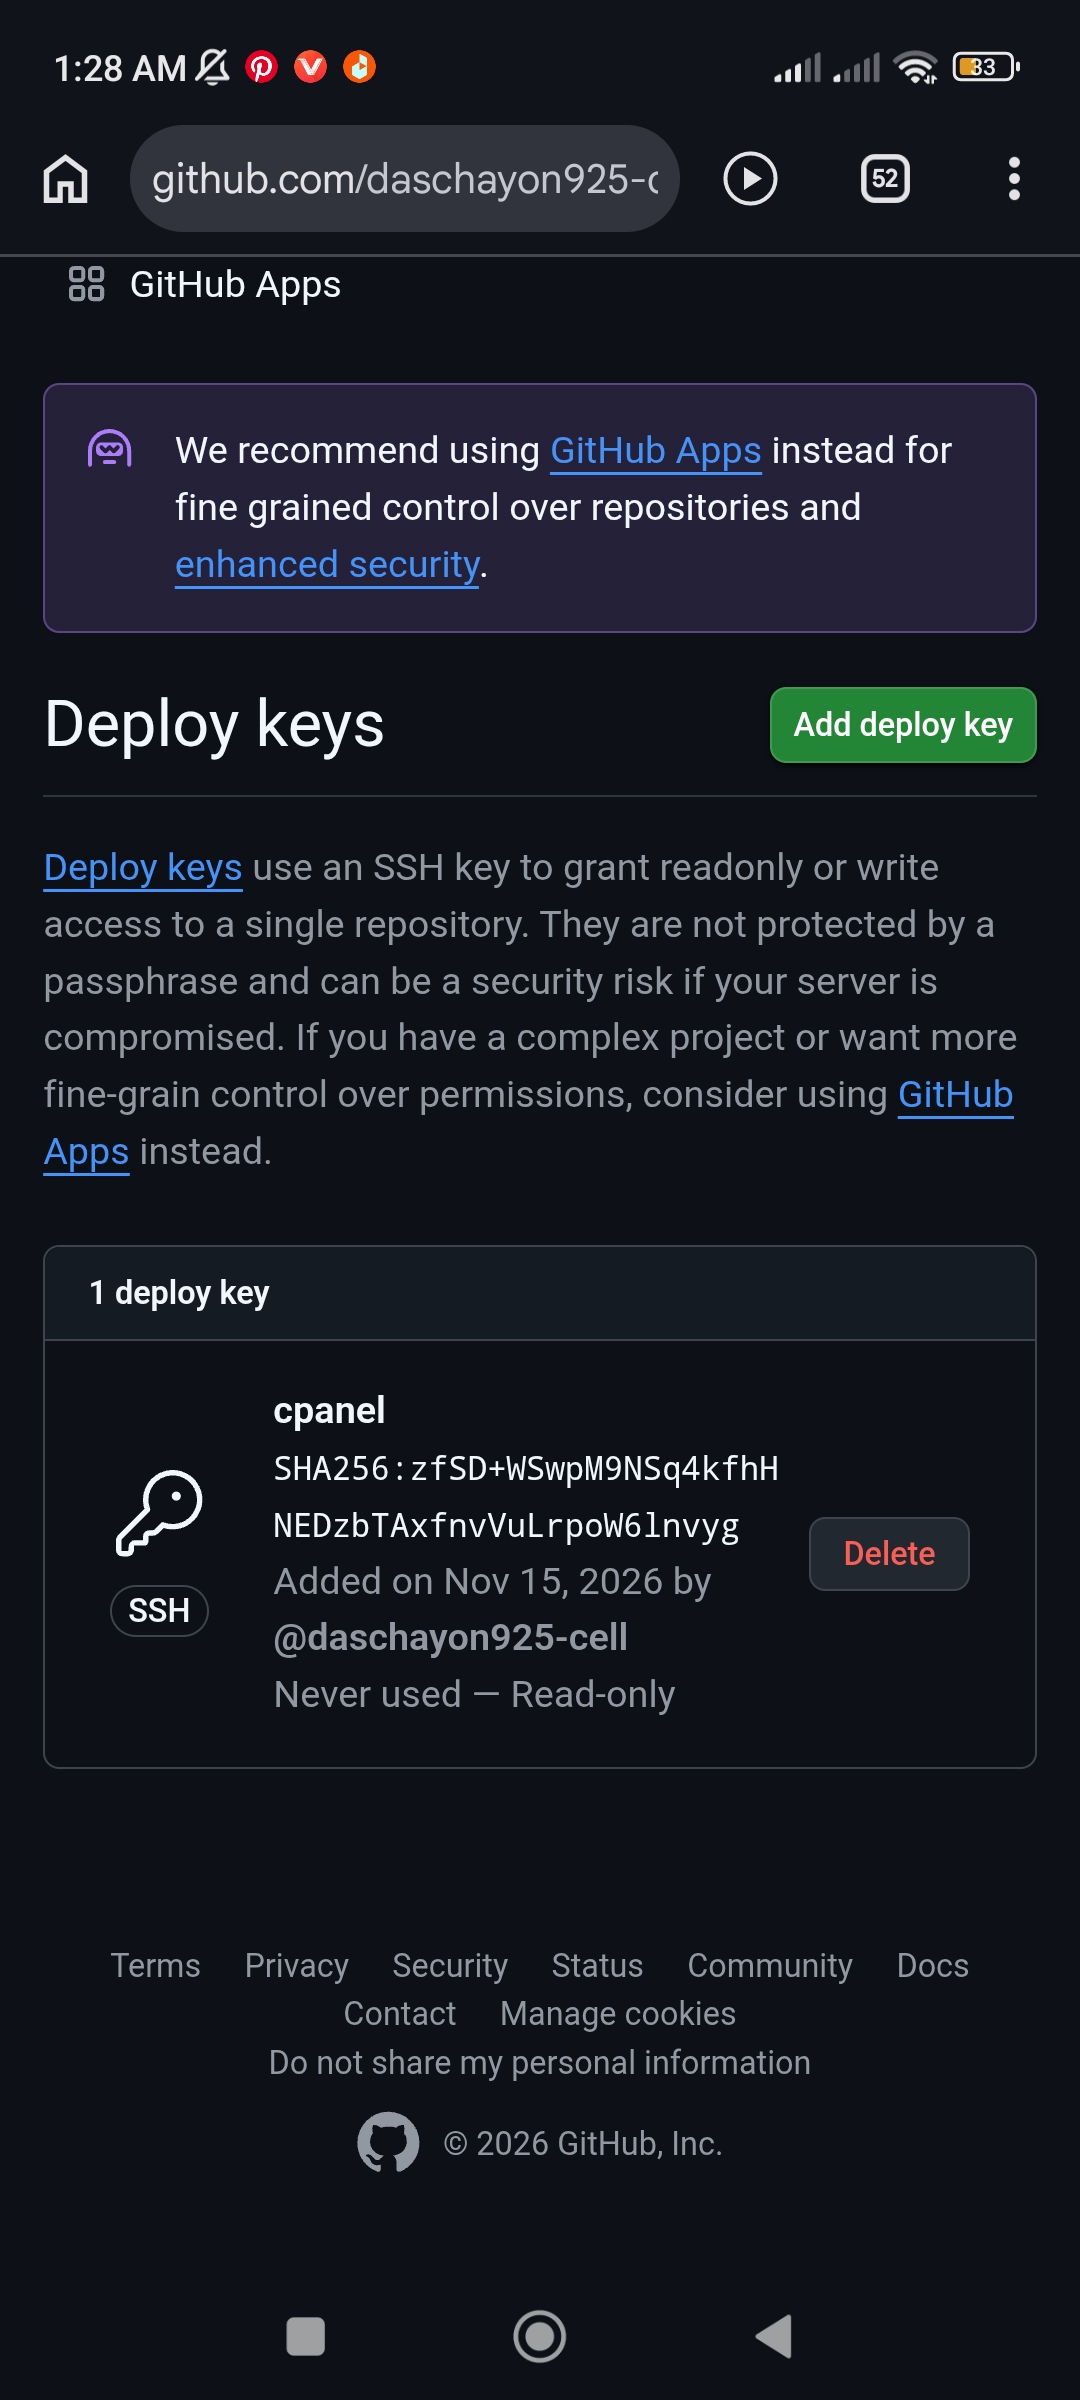 1:28 AM
33
github.com/daschayon925-c
52
GitHub Apps
We recommend using GitHub Apps instead for
fine grained control over repositories and
enhanced security.
Deploy keys
Add deploy key
Deploy keys use an SSH key to grant readonly or write
access to a single repository. They are not protected by a
passphrase and can be a security risk if your server is
compromised. If you have a complex project or want more
fine-grain control over permissions, consider using GitHub
Apps instead.
1 deploy key
cpanel
SHA256:zfSD+WSwpM9NSq4kfhH
NEDzbTAxfnvVuLrpoW6lnvyg
Delete
Added on Nov 15, 2026 by
SSH
@daschayon925-cell
Never used — Read-only
Terms Privacy Security Status Community Docs
Contact Manage cookies
Do not share my personal information
© 2026 GitHub, Inc.